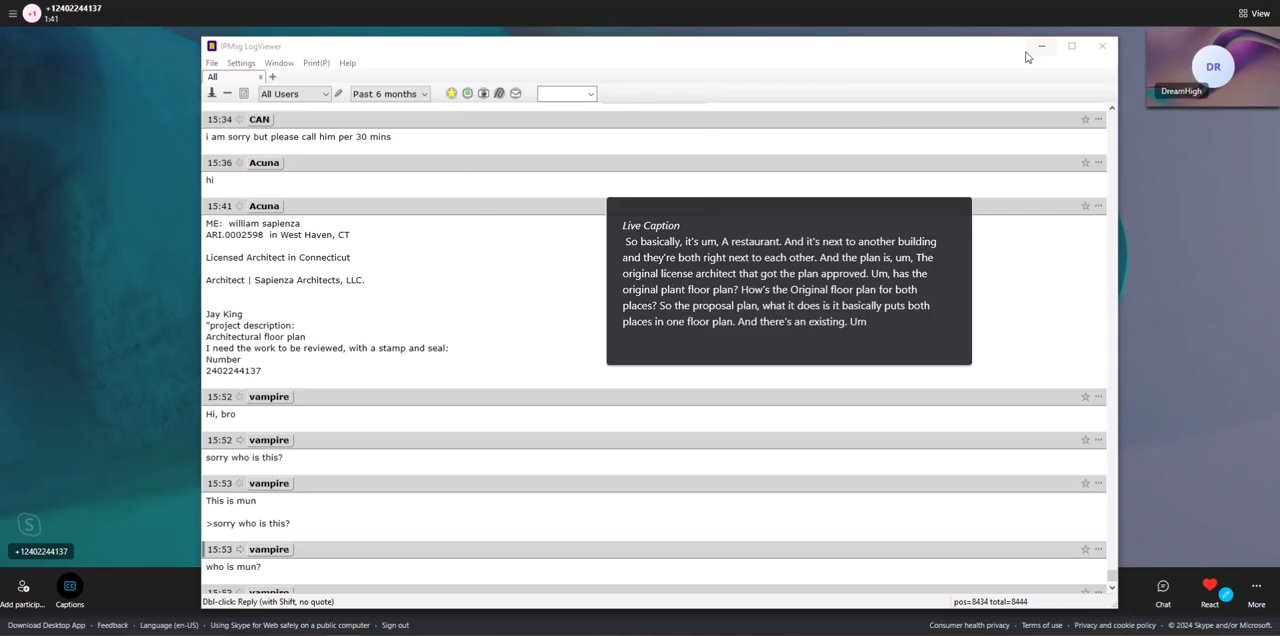 +1
+12402244137
1:41
View
IPMsg LogViewer
File Settings Window Print(P) Help
All x +
All Users Past 6 months
15:34 CAN
i am sorry but please call him per 30 mins
15:36 Acuna
hi
15:41 Acuna
ME: william sapienza
ARI.0002598 in West Haven, CT
Licensed Architect in Connecticut
Architect | Sapienza Architects, LLC.
Jay King
"project description:
Architectural floor plan
I need the work to be reviewed, with a stamp and seal:
Number
2402244137
15:52 vampire
Hi, bro
15:52 vampire
sorry who is this?
15:53 vampire
This is mun
>sorry who is this?
15:53 vampire
who is mun?
15:53 vampire
Dbl-click: Reply (with Shift, no quote)
pos=8434 total=8444
Live Caption
So basically, it's um, A restaurant. And it's next to another building
and they're both right next to each other. And the plan is, um, The
original license architect that got the plan approved. Um, has the
original plant floor plan? How's the Original floor plan for both
places? So the proposal plan, what it does is it basically puts both
places in one floor plan. And there's an existing. Um
DR
DreamHigh
S
+12402244137
Add particip...
CC
Captions
Chat
React
More
Download Desktop App • Feedback • Language (en-US) • Using Skype for Web safely on a public computer • Sign out
Consumer health privacy • Terms of use • Privacy and cookie policy • © 2024 Skype and/or Microsoft.